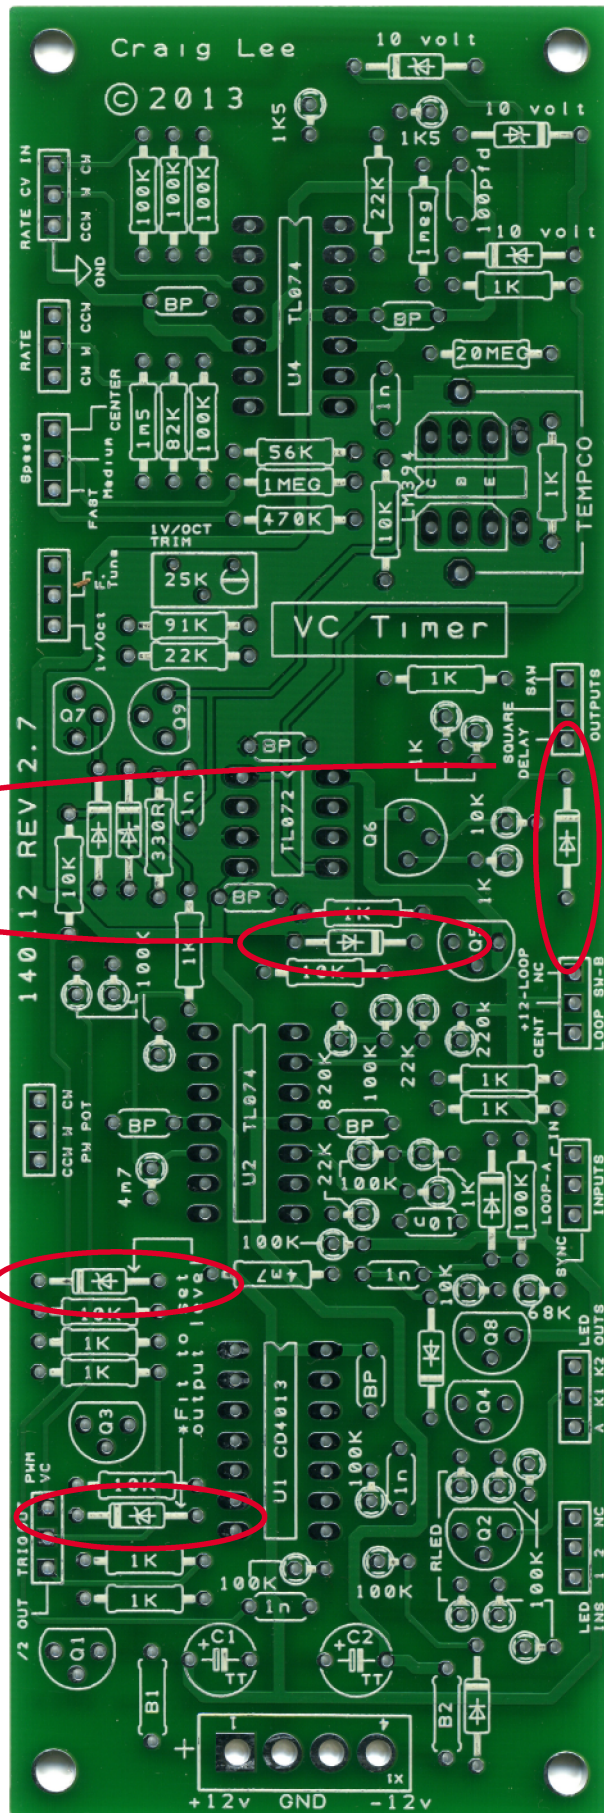 Craig Lee
© 2013
10 volt
1K5
1K5
10 volt
RATE CV IN
CW
W
CCW
GND
100K
100K
100K
22K
1meg
100pfd
U4 TL074
10 volt
1K
BP
BP
RATE
CCW
W
CW
20MEG
1n
Speed
CENTER
Medium
FAST
1m5
82K
100K
56K
1MEG
470K
10K
LM394
C B E
1K
TEMPCO
1V/OCT
TRIM
25K
F. Tune
1v/Oct
91K
22K
VC Timer
1K
SAW
SQUARE
DELAY
OUTPUTS
Q7
Q9
1K
BP
TL072
1n
330R
10K
Q6
10K
1K
BP
140112 REV 2.7
1K
1K
Q5
10K
100K
+12-LOOP
NC
CENT
LOOP SW-B
820K
100K
22K
220k
U2 TL074
1K
1K
CCW W CW
PW POT
BP
BP
4m7
22K
100K
1K
100K
LOOP-A
IN
INPUTS
SYNC
100K
10n
4m7
1n
10K
68K
*Fit to set
output level
10K
1K
1K
Q8
LED
OUTS
A K1 K2
Q3
U1 CD4013
BP
Q4
PWM
VC
10K
100K
1n
RLED
Q2
100K
NC
1 2
LED
INS
TRIO/P
/2 OUT
1K
1K
100K
1n
100K
Q1
B1
+C1
TT
+C2
TT
B2
1
4
X1
+
+12v GND -12v